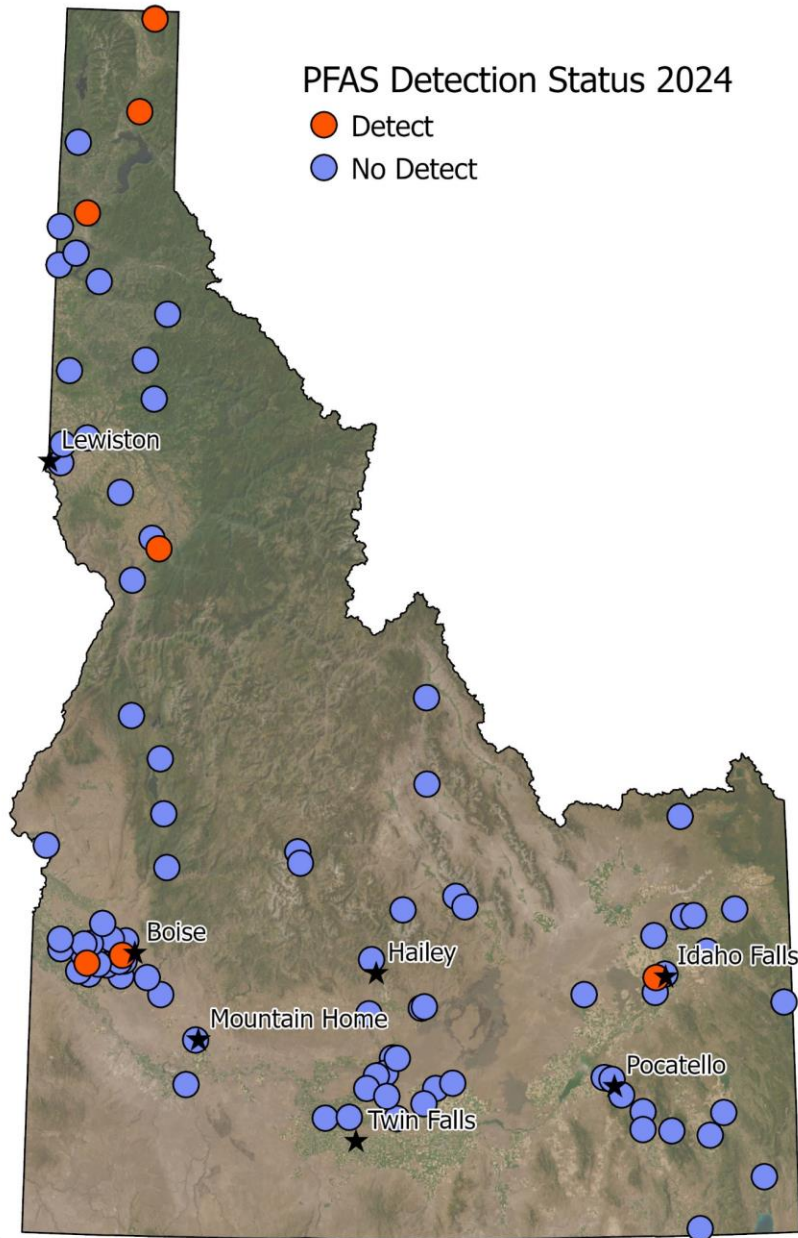 PFAS Detection Status 2024
Detect
No Detect
Lewiston
Boise
Hailey
Idaho Falls
Mountain Home
Pocatello
Twin Falls